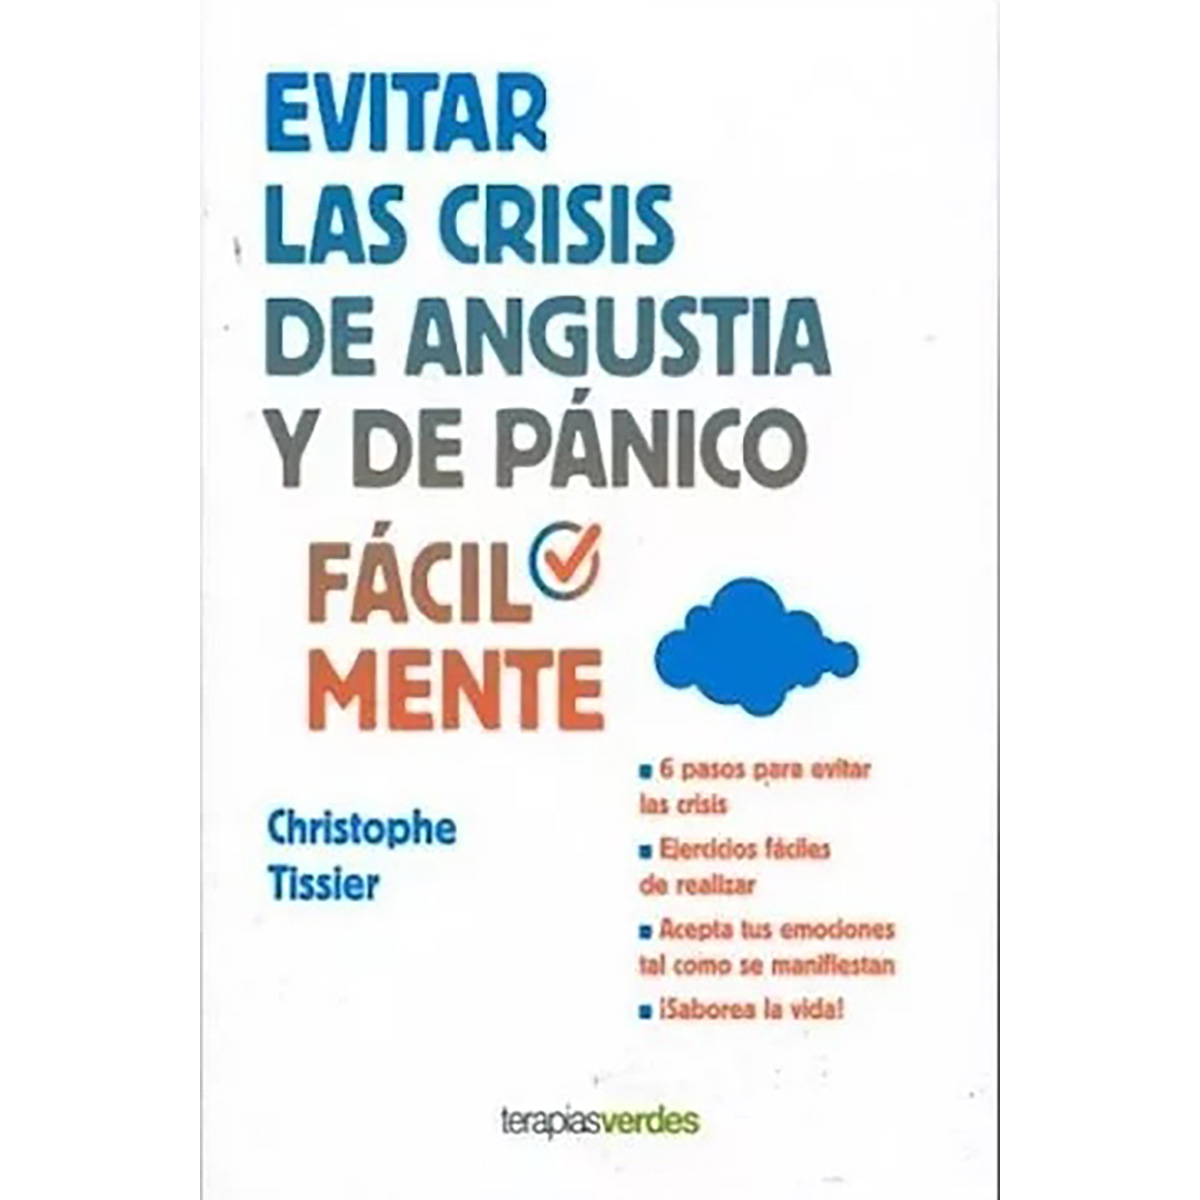 EVITAR
LAS CRISIS
DE ANGUSTIA
Y DE PÁNICO
FÁCIL
MENTE
Christophe
Tissier
6 pasos para evitar
las crisis
Ejercicios fáciles
de realizar
Acepta tus emociones
tal como se manifiestan
¡Saborea la vida!
terapiasverdes